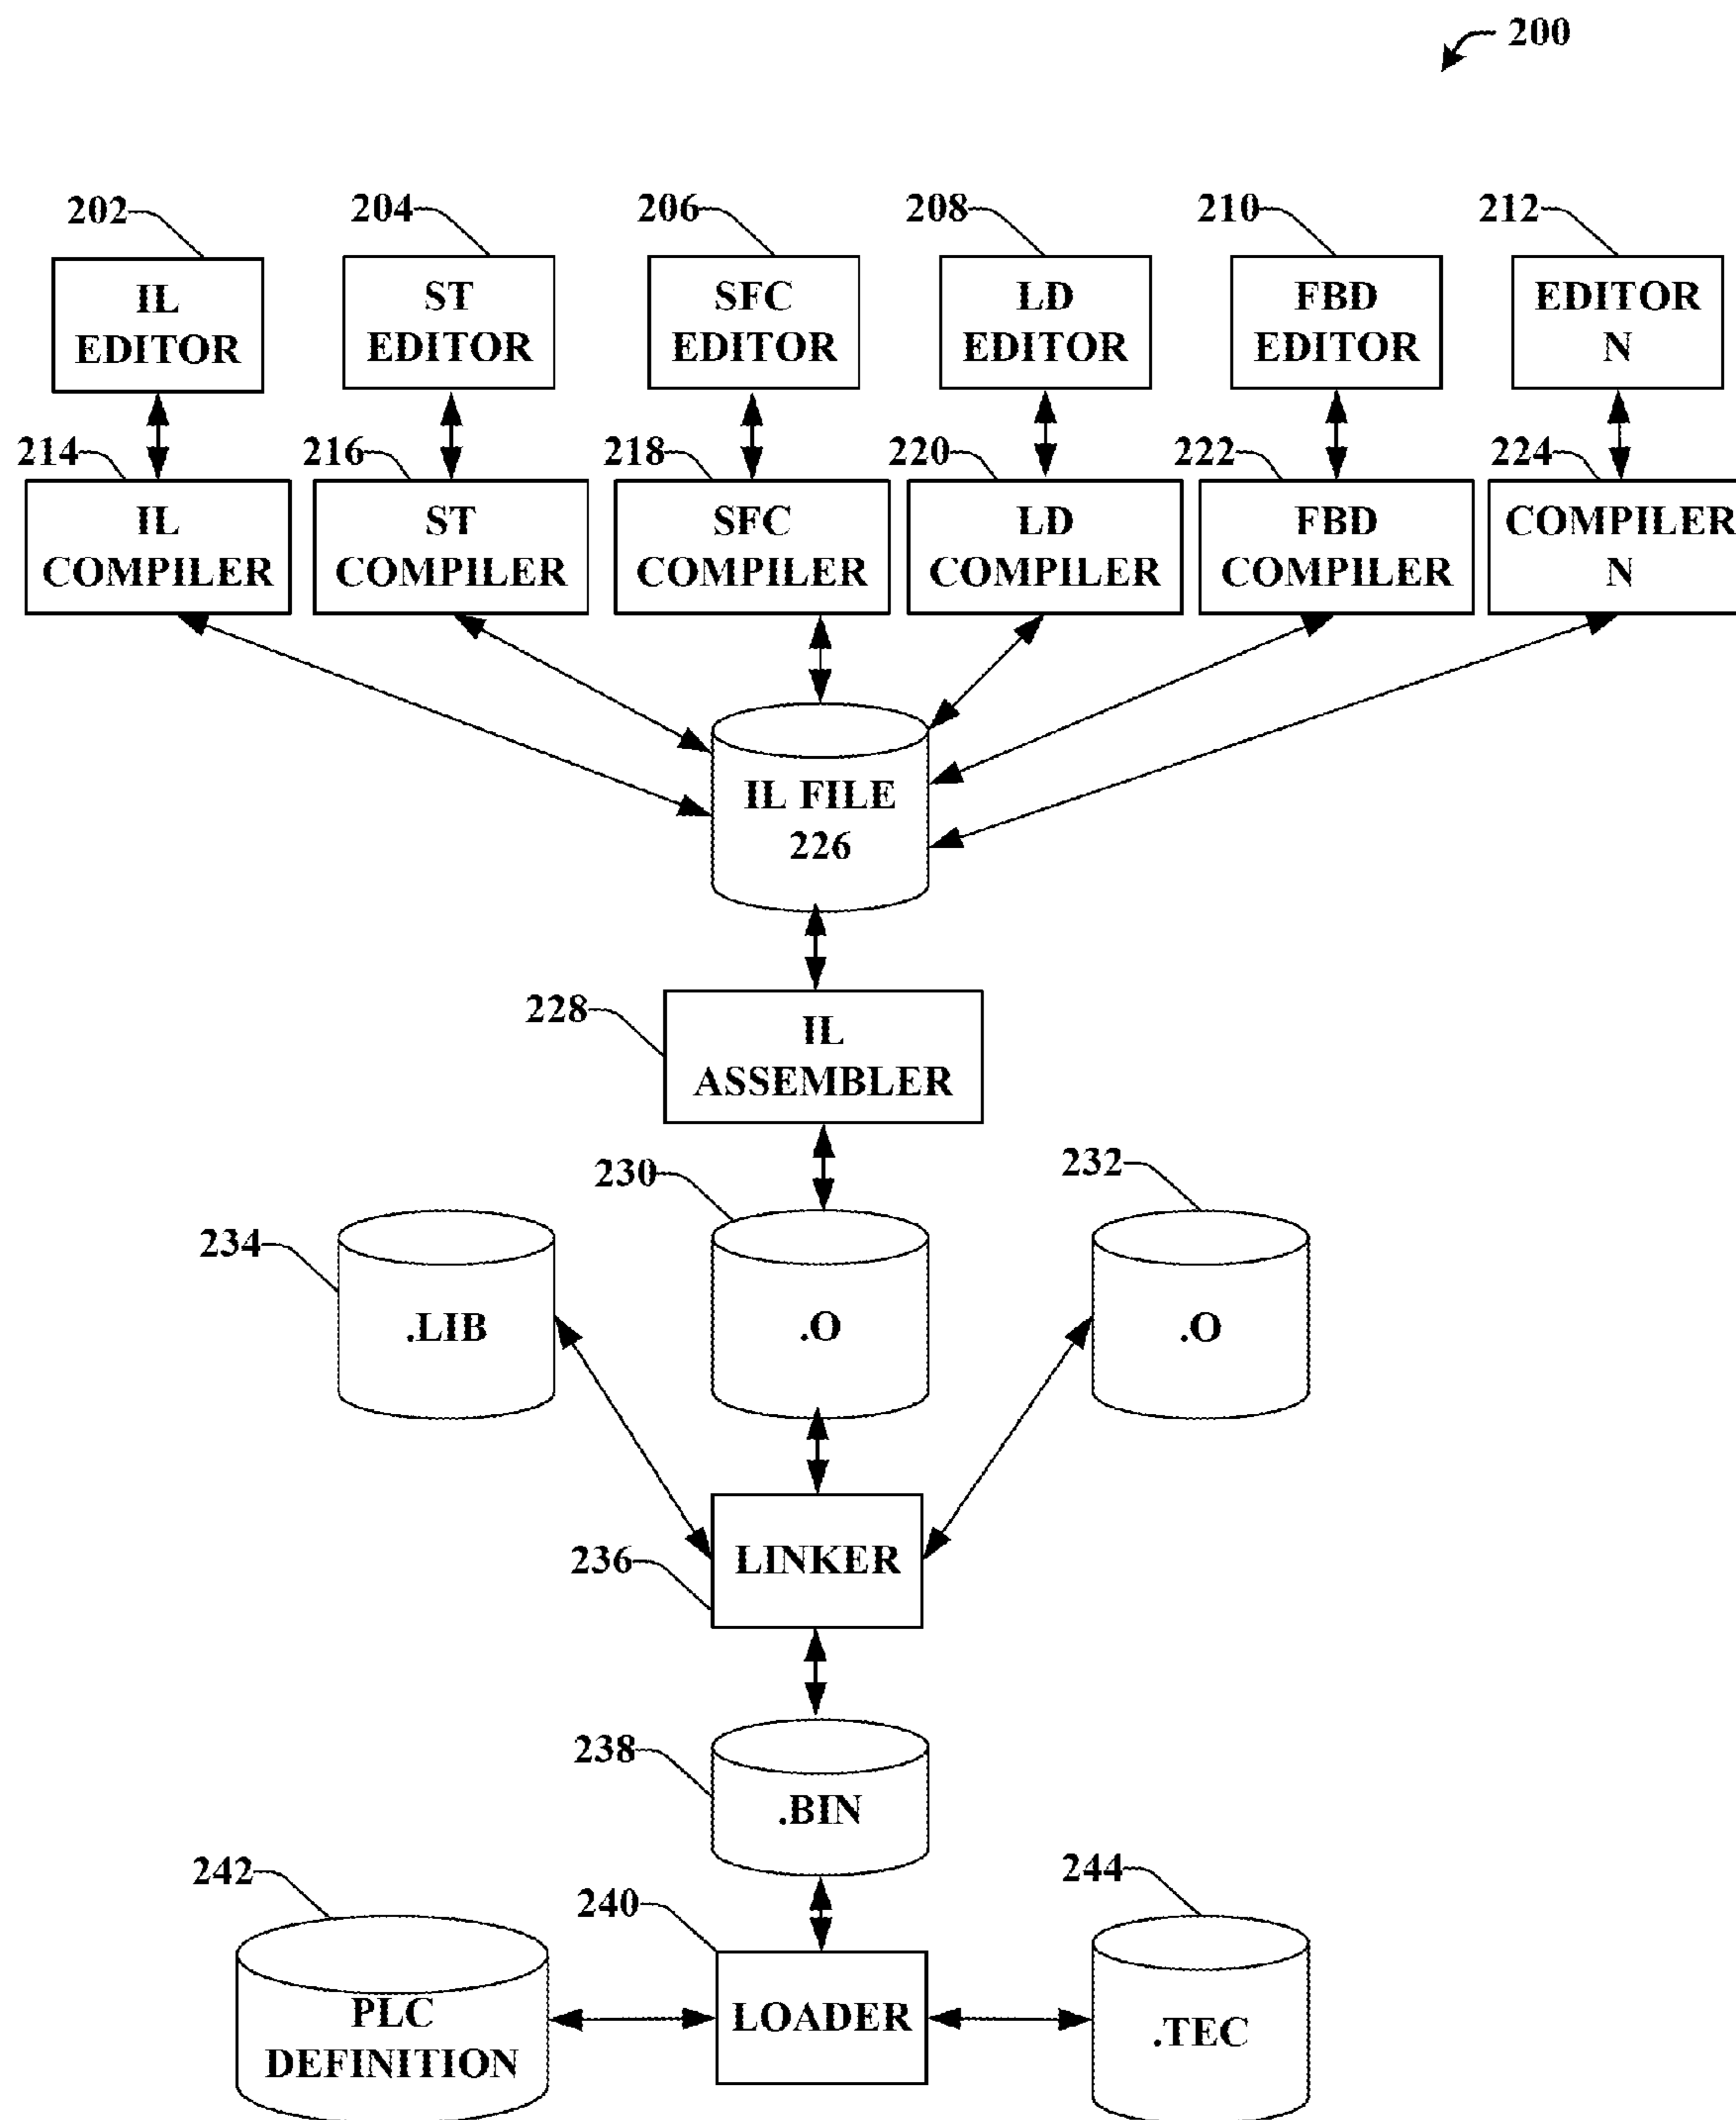 200
202
204
206
208
210
212
IL
EDITOR
ST
EDITOR
SFC
EDITOR
LD
EDITOR
FBD
EDITOR
EDITOR
N
214
216
218
220
222
224
IL
COMPILER
ST
COMPILER
SFC
COMPILER
LD
COMPILER
FBD
COMPILER
COMPILER
N
IL FILE
226
228
IL
ASSEMBLER
230
232
234
.LIB
.O
.O
236
LINKER
238
.BIN
242
240
244
PLC
DEFINITION
LOADER
.TEC